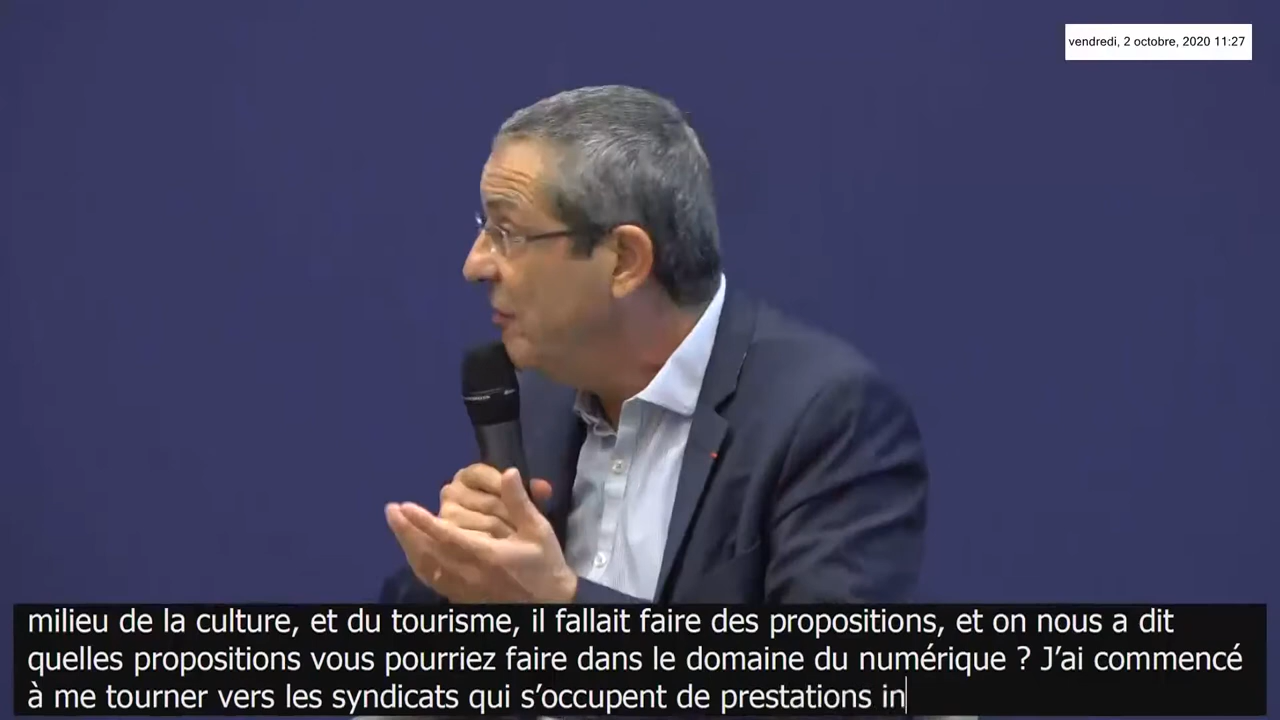 vendredi, 2 octobre, 2020 11:27
milieu de la culture, et du tourisme, il fallait faire des propositions, et on nous a dit
quelles propositions vous pourriez faire dans le domaine du numérique ? J’ai commencé
à me tourner vers les syndicats qui s’occupent de prestations in